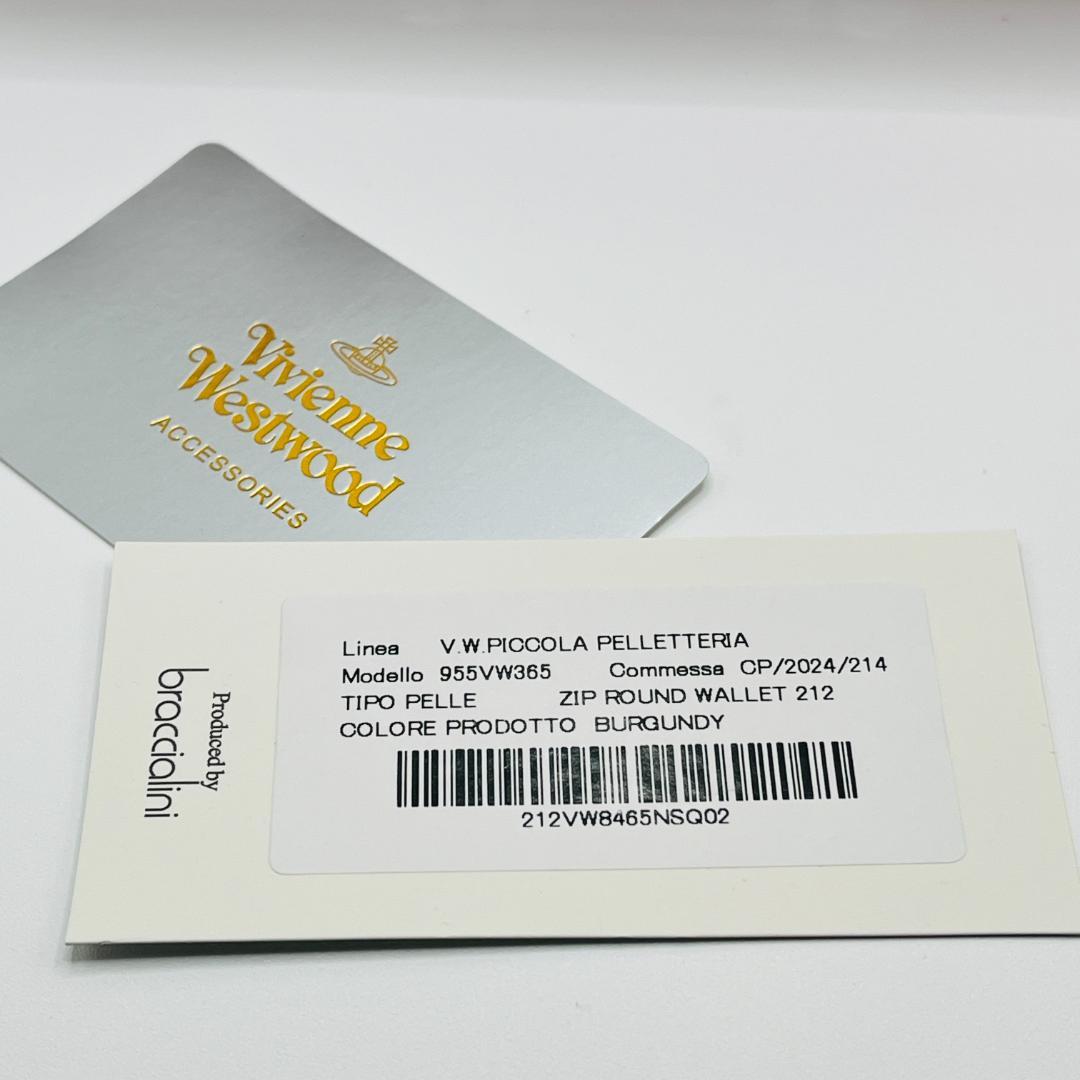 Vivienne
Westwood
ACCESSORIES
Linea V.W.PICCOLA PELLETTERIA
Modello 955VW365 Commessa CP/2024/214
TIPO PELLE ZIP ROUND WALLET 212
COLORE PRODOTTO BURGUNDY
212VW8465NSQ02
Produced by
braccialini